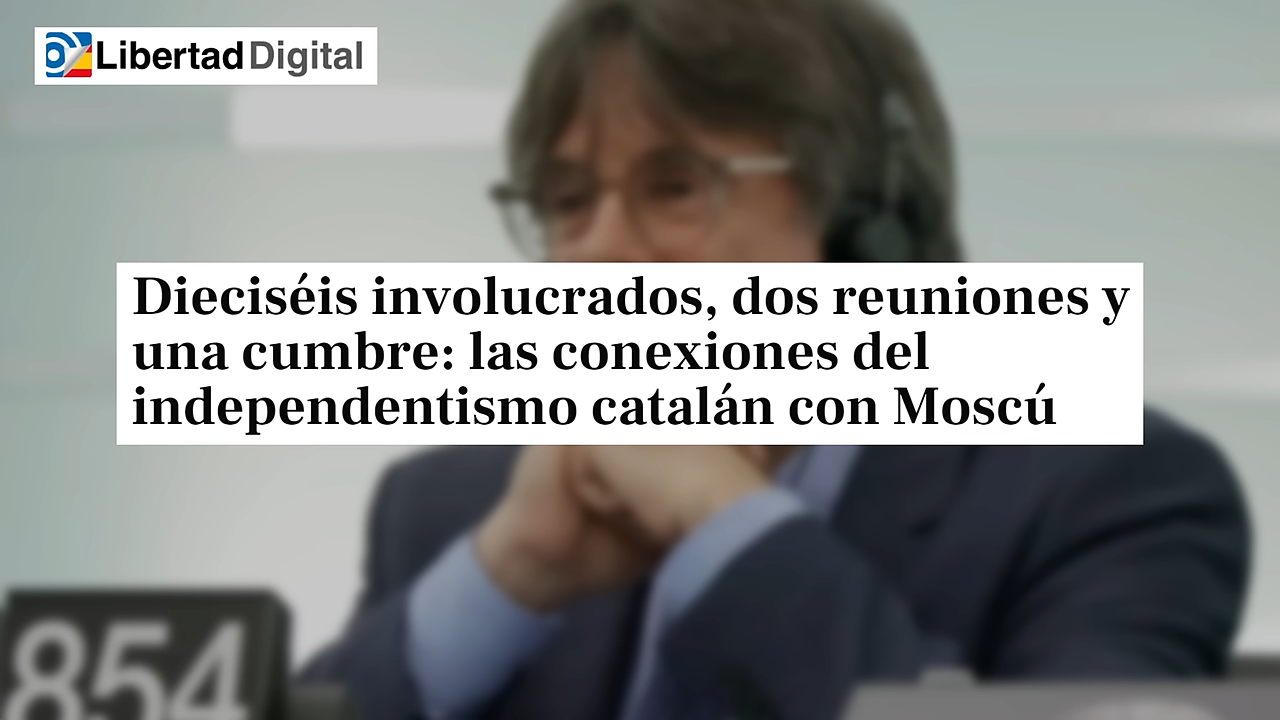 Libertad Digital
Dieciséis involucrados, dos reuniones y
una cumbre: las conexiones del
independentismo catalán con Moscú
854